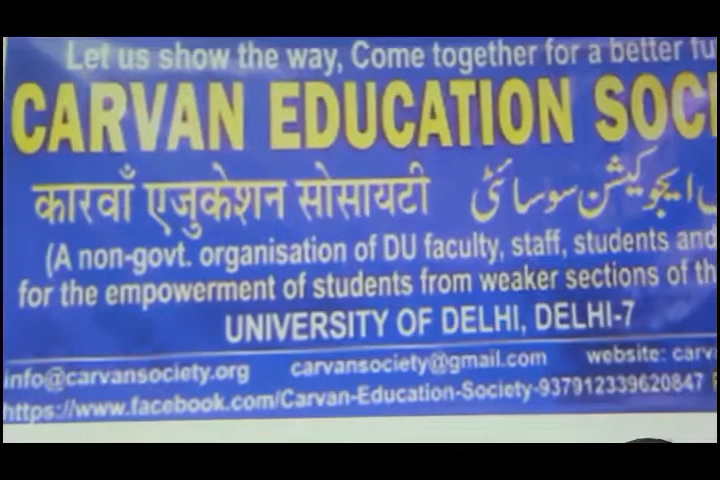 Let us show the way, Come together for a better
CARVAN EDUCATION
कारवाँ एजुकेशन सोसायटी ایجوکیشن سوسائٹی
(A non-govt. organisation of DU faculty, staff, students and
for the empowerment of students from weaker sections of
UNIVERSITY OF DELHI, DELHI-7
info@carvansociety.org carvansociety@gmail.com website:
https://www.facebook.com/Carvan-Education-Society-937912339620847